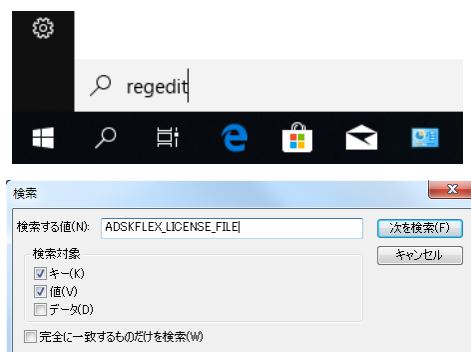 regedit
検索
検索する値(N): ADSKFLEX_LICENSE_FILE 次を検索(F)
検索対象 キャンセル
キー(K)
値(V)
データ(D)
完全に一致するものだけを検索(W)